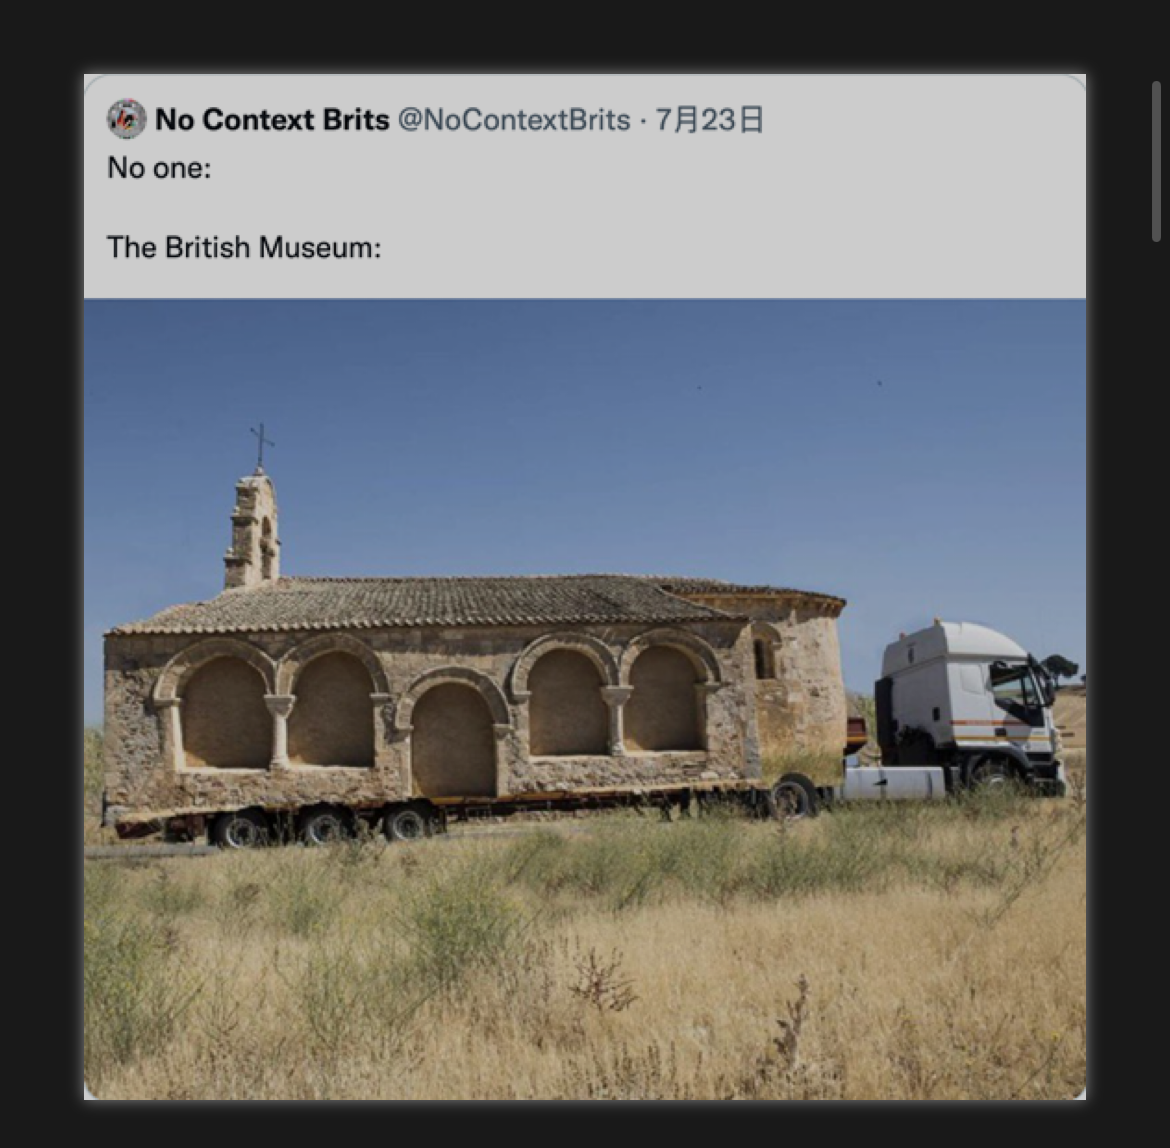 No Context Brits @NoContextBrits · 7月23日
No one:
The British Museum: